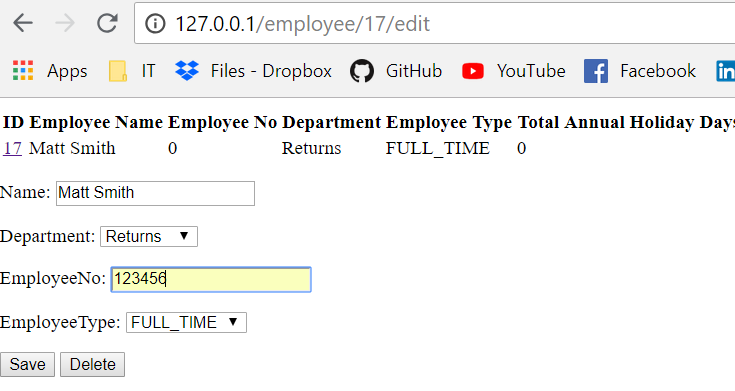 127.0.0.1/employee/17/edit
Apps IT Files - Dropbox GitHub YouTube Facebook in
ID Employee Name Employee No Department Employee Type Total Annual Holiday Days
17 Matt Smith 0 Returns FULL_TIME 0
Name: Matt Smith
Department: Returns
EmployeeNo: 123456
EmployeeType: FULL_TIME
Save Delete